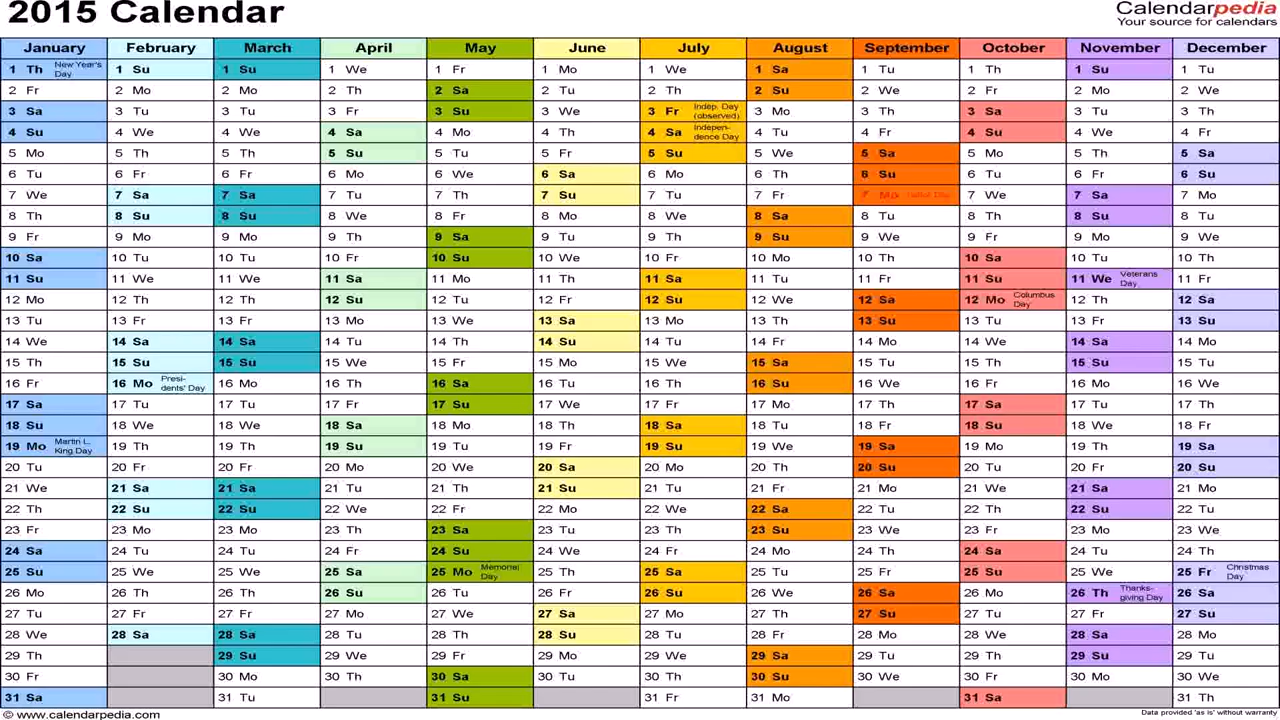 2015 Calendar
Calendarpedia
Your source for calendars
January February March April May June July August September October November December
1 Th New Year's Day 1 Su 1 Su 1 We 1 Fr 1 Mo 1 We 1 Sa 1 Tu 1 Th 1 Su 1 Tu
2 Fr 2 Mo 2 Mo 2 Th 2 Sa 2 Tu 2 Th 2 Su 2 We 2 Fr 2 Mo 2 We
3 Sa 3 Tu 3 Tu 3 Fr 3 Su 3 We 3 Fr Indep. Day (observed) 3 Mo 3 Th 3 Sa 3 Tu 3 Th
4 Su 4 We 4 We 4 Sa 4 Mo 4 Th 4 Sa Indepen-dence Day 4 Tu 4 Fr 4 Su 4 We 4 Fr
5 Mo 5 Th 5 Th 5 Su 5 Tu 5 Fr 5 Su 5 We 5 Sa 5 Mo 5 Th 5 Sa
6 Tu 6 Fr 6 Fr 6 Mo 6 We 6 Sa 6 Mo 6 Th 6 Su 6 Tu 6 Fr 6 Su
7 We 7 Sa 7 Sa 7 Tu 7 Th 7 Su 7 Tu 7 Fr 7 Mo 7 We 7 Sa 7 Mo
8 Th 8 Su 8 Su 8 We 8 Fr 8 Mo 8 We 8 Sa 8 Tu 8 Th 8 Su 8 Tu
9 Fr 9 Mo 9 Mo 9 Th 9 Sa 9 Tu 9 Th 9 Su 9 We 9 Fr 9 Mo 9 We
10 Sa 10 Tu 10 Tu 10 Fr 10 Su 10 We 10 Fr 10 Mo 10 Th 10 Sa 10 Tu 10 Th
11 Su 11 We 11 We 11 Sa 11 Mo 11 Th 11 Sa 11 Tu 11 Fr 11 Su 11 We Veterans Day 11 Fr
12 Mo 12 Th 12 Th 12 Su 12 Tu 12 Fr 12 Su 12 We 12 Sa 12 Mo Columbus Day 12 Th 12 Sa
13 Tu 13 Fr 13 Fr 13 Mo 13 We 13 Sa 13 Mo 13 Th 13 Su 13 Tu 13 Fr 13 Su
14 We 14 Sa 14 Sa 14 Tu 14 Th 14 Su 14 Tu 14 Fr 14 Mo 14 We 14 Sa 14 Mo
15 Th 15 Su 15 Su 15 We 15 Fr 15 Mo 15 We 15 Sa 15 Tu 15 Th 15 Su 15 Tu
16 Fr 16 Mo Presi-dents' Day 16 Mo 16 Th 16 Sa 16 Tu 16 Th 16 Su 16 We 16 Fr 16 Mo 16 We
17 Sa 17 Tu 17 Tu 17 Fr 17 Su 17 We 17 Fr 17 Mo 17 Th 17 Sa 17 Tu 17 Th
18 Su 18 We 18 We 18 Sa 18 Mo 18 Th 18 Sa 18 Tu 18 Fr 18 Su 18 We 18 Fr
19 Mo Martin L. King Day 19 Th 19 Th 19 Su 19 Tu 19 Fr 19 Su 19 We 19 Sa 19 Mo 19 Th 19 Sa
20 Tu 20 Fr 20 Fr 20 Mo 20 We 20 Sa 20 Mo 20 Th 20 Su 20 Tu 20 Fr 20 Su
21 We 21 Sa 21 Sa 21 Tu 21 Th 21 Su 21 Tu 21 Fr 21 Mo 21 We 21 Sa 21 Mo
22 Th 22 Su 22 Su 22 We 22 Fr 22 Mo 22 We 22 Sa 22 Tu 22 Th 22 Su 22 Tu
23 Fr 23 Mo 23 Mo 23 Th 23 Sa 23 Tu 23 Th 23 Su 23 We 23 Fr 23 Mo 23 We
24 Sa 24 Tu 24 Tu 24 Fr 24 Su 24 We 24 Fr 24 Mo 24 Th 24 Sa 24 Tu 24 Th
25 Su 25 We 25 We 25 Sa 25 Mo Memorial Day 25 Th 25 Sa 25 Tu 25 Fr 25 Su 25 We 25 Fr Christmas Day
26 Mo 26 Th 26 Th 26 Su 26 Tu 26 Fr 26 Su 26 We 26 Sa 26 Mo 26 Th Thanks-giving Day 26 Sa
27 Tu 27 Fr 27 Fr 27 Mo 27 We 27 Sa 27 Mo 27 Th 27 Su 27 Tu 27 Fr 27 Su
28 We 28 Sa 28 Sa 28 Tu 28 Th 28 Su 28 Tu 28 Fr 28 Mo 28 We 28 Sa 28 Mo
29 Th 29 Su 29 We 29 Fr 29 Mo 29 We 29 Sa 29 Tu 29 Th 29 Su 29 Tu
30 Fr 30 Mo 30 Th 30 Sa 30 Tu 30 Th 30 Su 30 We 30 Fr 30 Mo 30 We
31 Sa 31 Tu 31 Su 31 Fr 31 Mo 31 Sa 31 Th
© www.calendarpedia.com
Data provided 'as is' without warranty